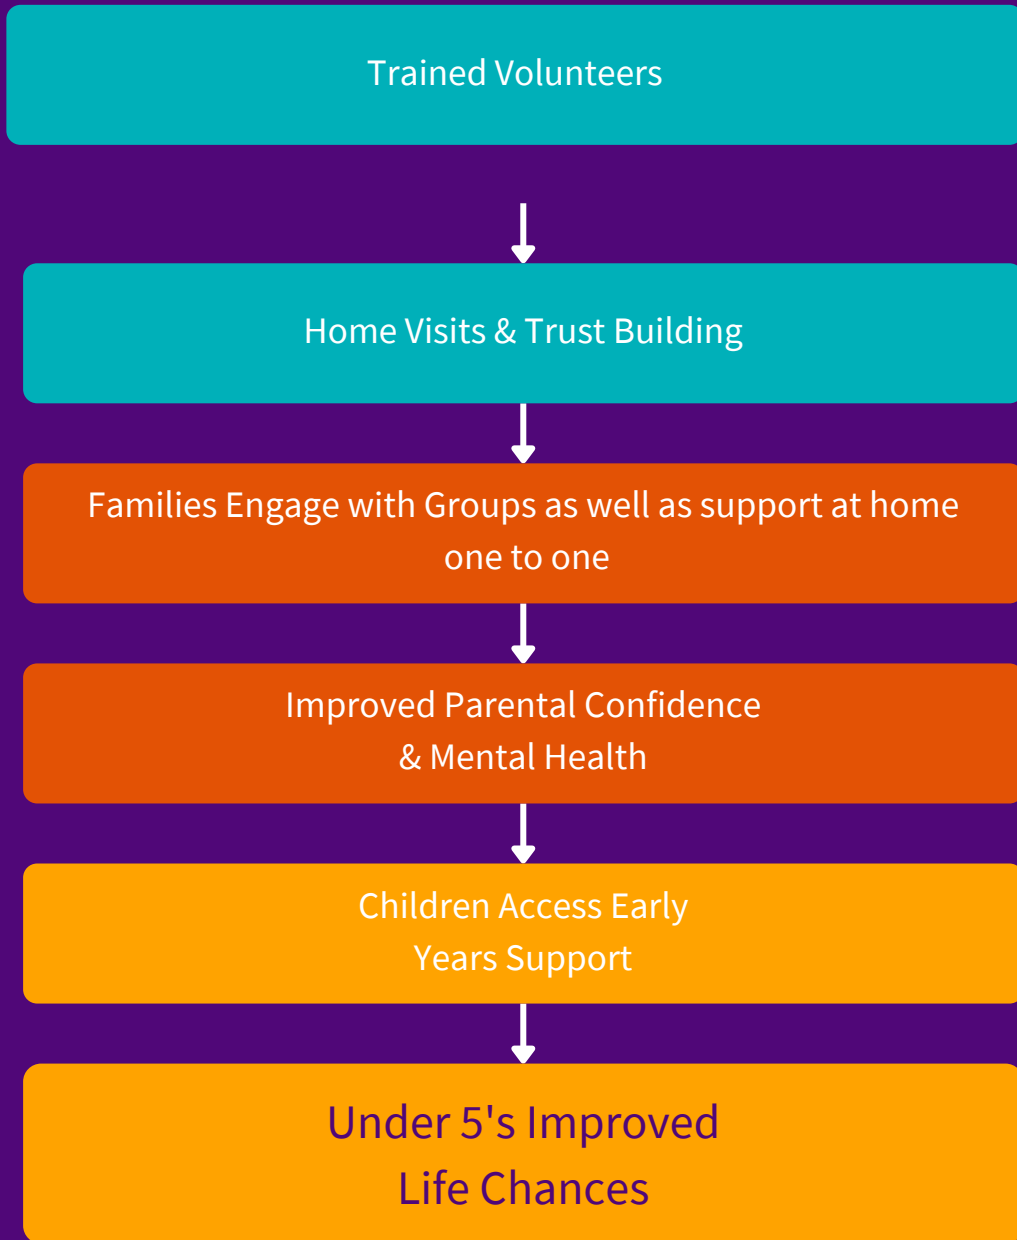 Trained Volunteers
Home Visits & Trust Building
Families Engage with Groups as well as support at home
one to one
Improved Parental Confidence
& Mental Health
Children Access Early
Years Support
Under 5's Improved
Life Chances